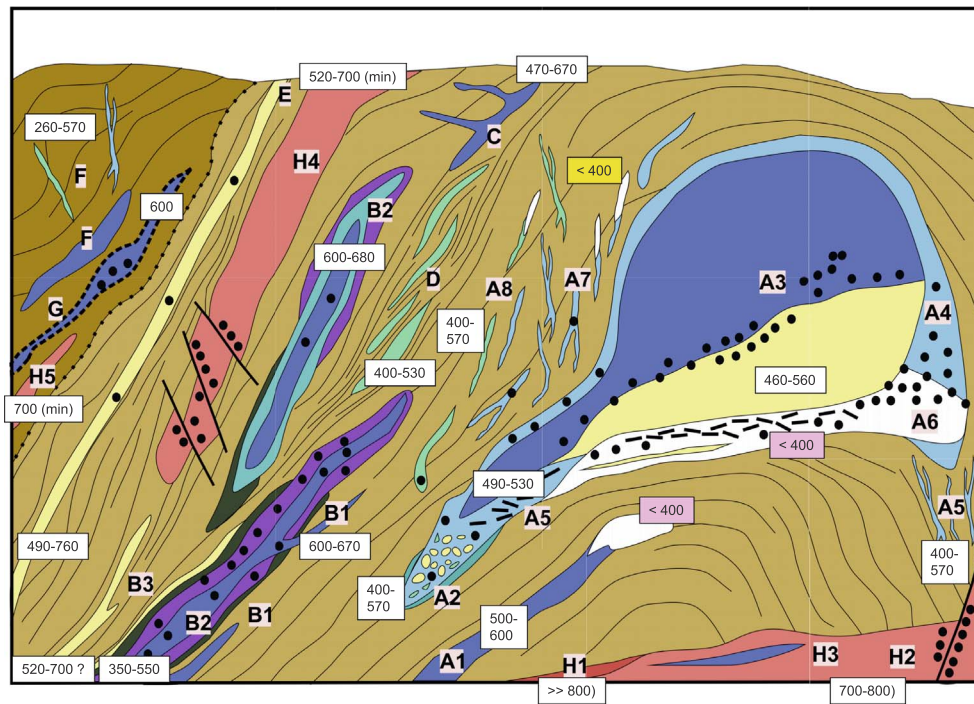 520-700 (min)
470-670
E
260-570
C
H4
F
< 400
600
B2
F
600-680
D
A7
A3
A8
G
A4
400-
570
H5
400-530
460-560
700 (min)
A6
< 400
490-530
B1
A5
< 400
A5
490-760
600-670
400-
570
B3
400-
570
A2
B2
B1
500-
600
520-700 ?
350-550
A1
H1
H3
H2
>> 800)
700-800)